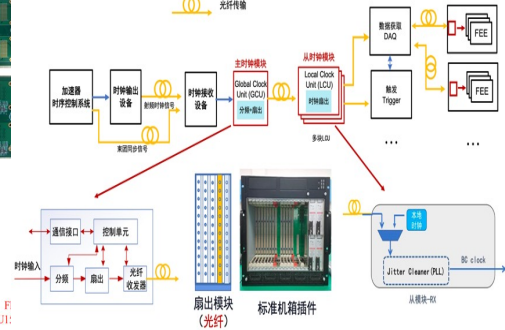 光纤传输
加速器
时序控制系统
时钟输出
设备
射频时钟信号
束团同步信号
时钟接收
设备
主时钟模块
Global Clock
Unit (GCU)
分频+扇出
从时钟模块
Local Clock
Unit (LCU)
时钟扇出
多块LCU
数据获取
DAQ
触发
Trigger
FEE
FEE
•••
•••
通信接口
控制单元
时钟输入
分频
扇出
光纤
收发器
扇出模块
(光纤)
标准机箱插件
本地
时钟
Jitter Cleaner(PLL)
BC clock
从模块-RX